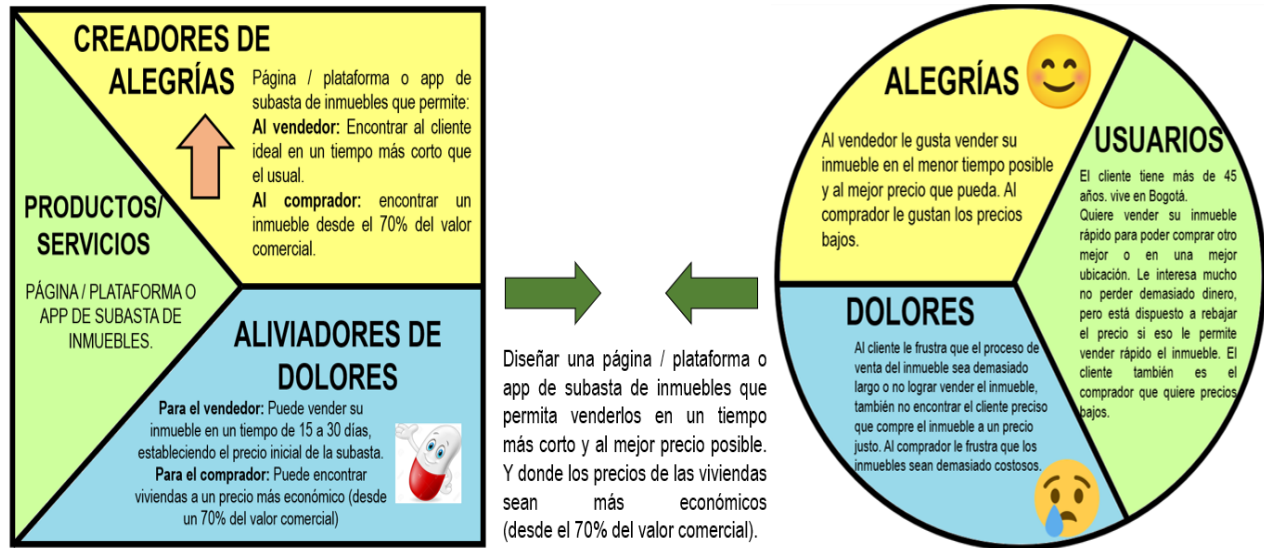 CREADORES DE
ALEGRÍAS
Página / plataforma o app de
subasta de inmuebles que permite:
Al vendedor: Encontrar al cliente
ideal en un tiempo más corto que
el usual.
Al comprador: encontrar un
inmueble desde el 70% del valor
comercial.
PRODUCTOS/
SERVICIOS
PÁGINA / PLATAFORMA O
APP DE SUBASTA DE
INMUEBLES.
ALIVIADORES DE
DOLORES
Para el vendedor: Puede vender su
inmueble en un tiempo de 15 a 30 días,
estableciendo el precio inicial de la subasta.
Para el comprador: Puede encontrar
viviendas a un precio más económico (desde
un 70% del valor comercial)
Diseñar una página / plataforma o
app de subasta de inmuebles que
permita venderlos en un tiempo
más corto y al mejor precio posible.
Y donde los precios de las viviendas
sean más económicos
(desde el 70% del valor comercial).
ALEGRÍAS
Al vendedor le gusta vender su
inmueble en el menor tiempo posible
y al mejor precio que pueda. Al
comprador le gustan los precios
bajos.
USUARIOS
El cliente tiene más de 45
años. vive en Bogotá.
Quiere vender su inmueble
rápido para poder comprar otro
mejor o en una mejor
ubicación. Le interesa mucho
no perder demasiado dinero,
pero está dispuesto a rebajar
el precio si eso le permite
vender rápido el inmueble. El
cliente también es el
comprador que quiere precios
bajos.
DOLORES
Al cliente le frustra que el proceso de
venta del inmueble sea demasiado
largo o no lograr vender el inmueble,
también no encontrar el cliente preciso
que compre el inmueble a un precio
justo. Al comprador le frustra que los
inmuebles sean demasiado costosos.